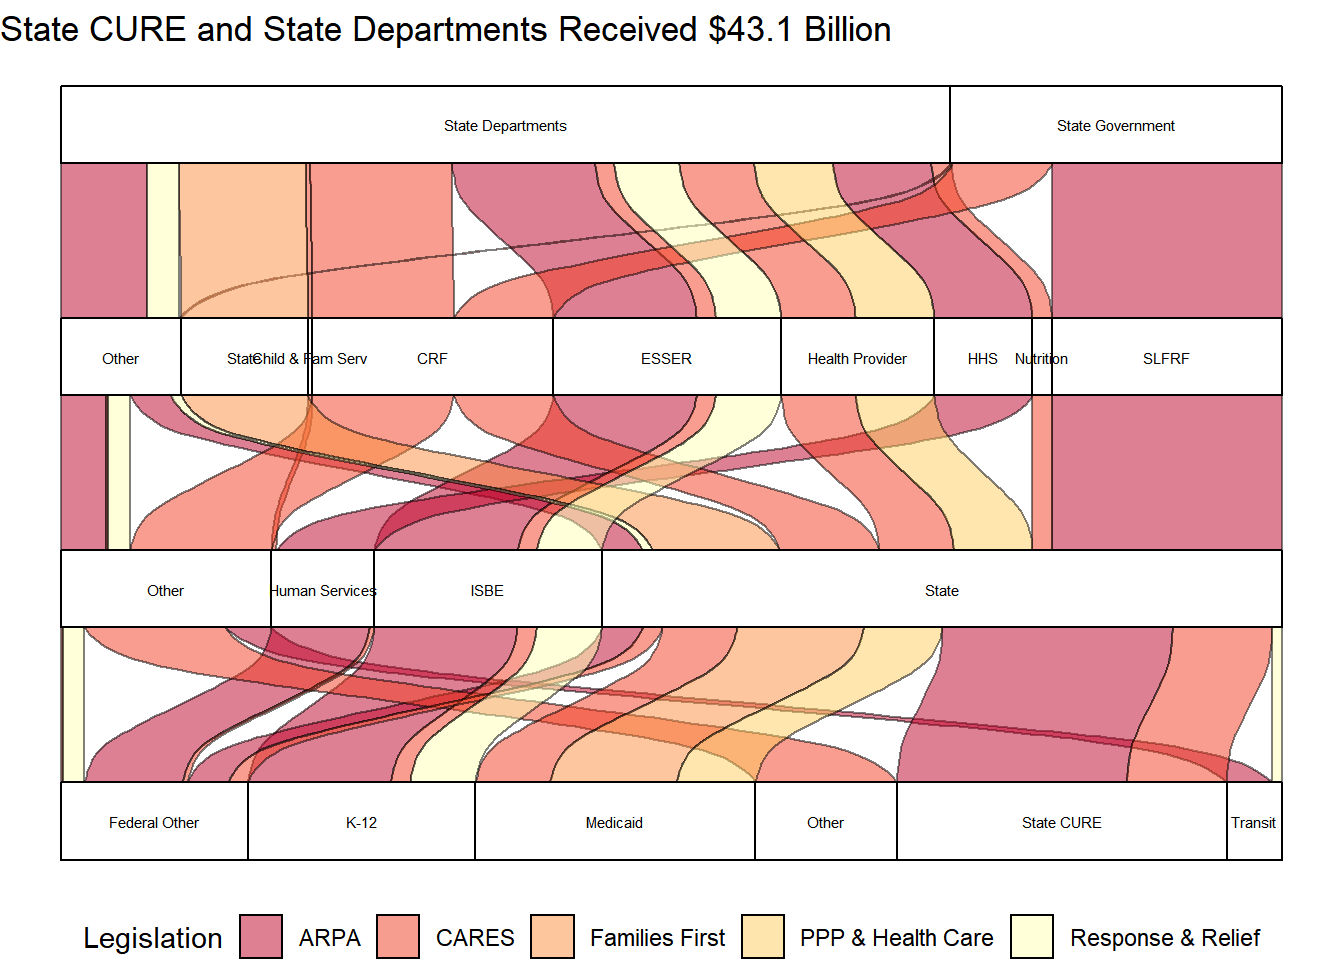 State CURE and State Departments Received $43.1 Billion
State Departments State Government
Other State Child & Fam Serv CRF ESSER Health Provider HHS Nutrition SLFRF
Other Human Services ISBE State
Federal Other K-12 Medicaid Other State CURE Transit
Legislation ARPA CARES Families First PPP & Health Care Response & Relief